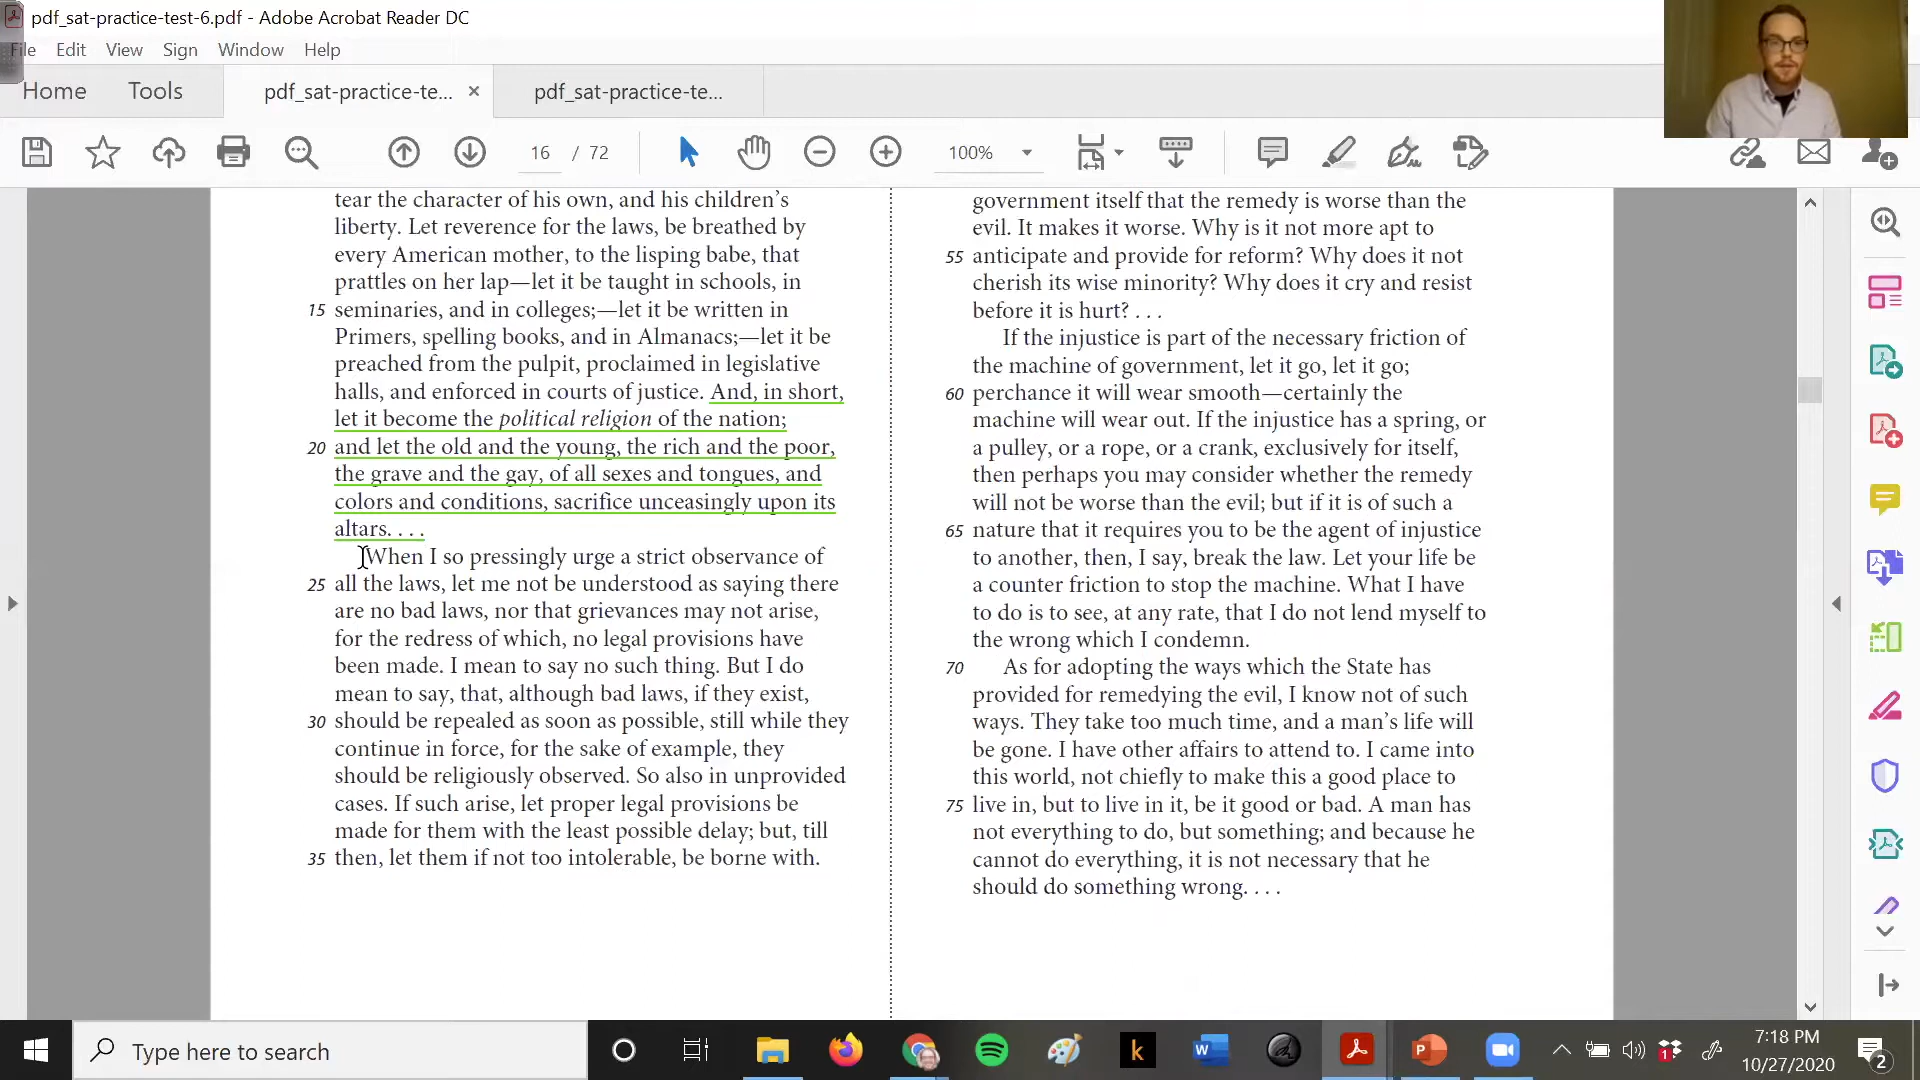 pdf_sat-practice-test-6.pdf - Adobe Acrobat Reader DC
File Edit View Sign Window Help
Home Tools pdf_sat-practice-te... × pdf_sat-practice-te...
16 / 72 100%
tear the character of his own, and his children’s
liberty. Let reverence for the laws, be breathed by
every American mother, to the lisping babe, that
prattles on her lap—let it be taught in schools, in
15 seminaries, and in colleges;—let it be written in
Primers, spelling books, and in Almanacs;—let it be
preached from the pulpit, proclaimed in legislative
halls, and enforced in courts of justice. And, in short,
let it become the political religion of the nation;
20 and let the old and the young, the rich and the poor,
the grave and the gay, of all sexes and tongues, and
colors and conditions, sacrifice unceasingly upon its
altars. . . .
When I so pressingly urge a strict observance of
25 all the laws, let me not be understood as saying there
are no bad laws, nor that grievances may not arise,
for the redress of which, no legal provisions have
been made. I mean to say no such thing. But I do
mean to say, that, although bad laws, if they exist,
30 should be repealed as soon as possible, still while they
continue in force, for the sake of example, they
should be religiously observed. So also in unprovided
cases. If such arise, let proper legal provisions be
made for them with the least possible delay; but, till
35 then, let them if not too intolerable, be borne with.
government itself that the remedy is worse than the
evil. It makes it worse. Why is it not more apt to
55 anticipate and provide for reform? Why does it not
cherish its wise minority? Why does it cry and resist
before it is hurt? . . .
If the injustice is part of the necessary friction of
the machine of government, let it go, let it go;
60 perchance it will wear smooth—certainly the
machine will wear out. If the injustice has a spring, or
a pulley, or a rope, or a crank, exclusively for itself,
then perhaps you may consider whether the remedy
will not be worse than the evil; but if it is of such a
65 nature that it requires you to be the agent of injustice
to another, then, I say, break the law. Let your life be
a counter friction to stop the machine. What I have
to do is to see, at any rate, that I do not lend myself to
the wrong which I condemn.
70 As for adopting the ways which the State has
provided for remedying the evil, I know not of such
ways. They take too much time, and a man’s life will
be gone. I have other affairs to attend to. I came into
this world, not chiefly to make this a good place to
75 live in, but to live in it, be it good or bad. A man has
not everything to do, but something; and because he
cannot do everything, it is not necessary that he
should do something wrong. . . .
Type here to search
k
W
P
1
7:18 PM
10/27/2020
2